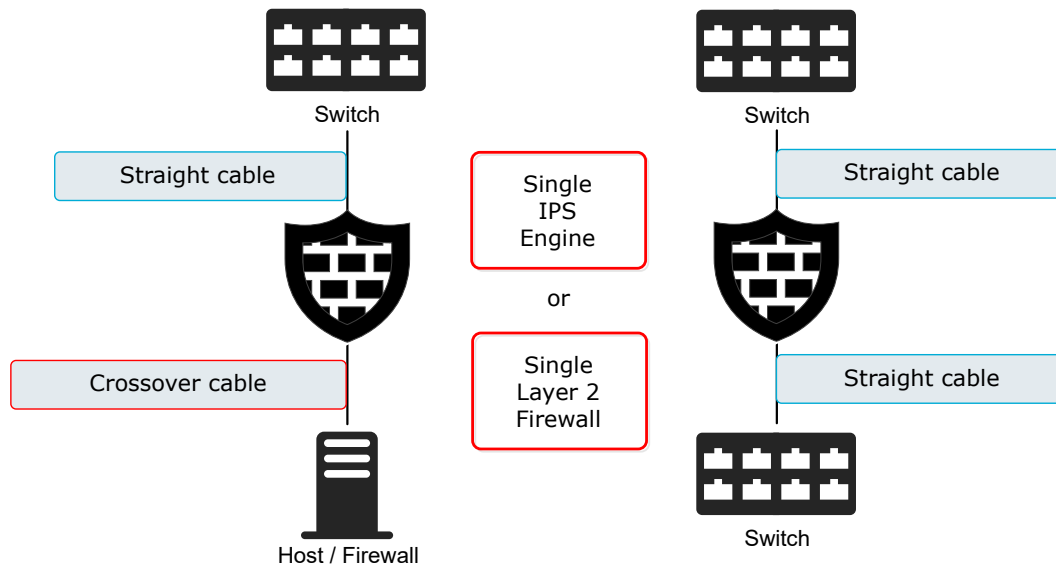 Switch
Switch
Straight cable
Straight cable
Single
IPS
Engine
or
Crossover cable
Single
Layer 2
Firewall
Straight cable
Host / Firewall
Switch